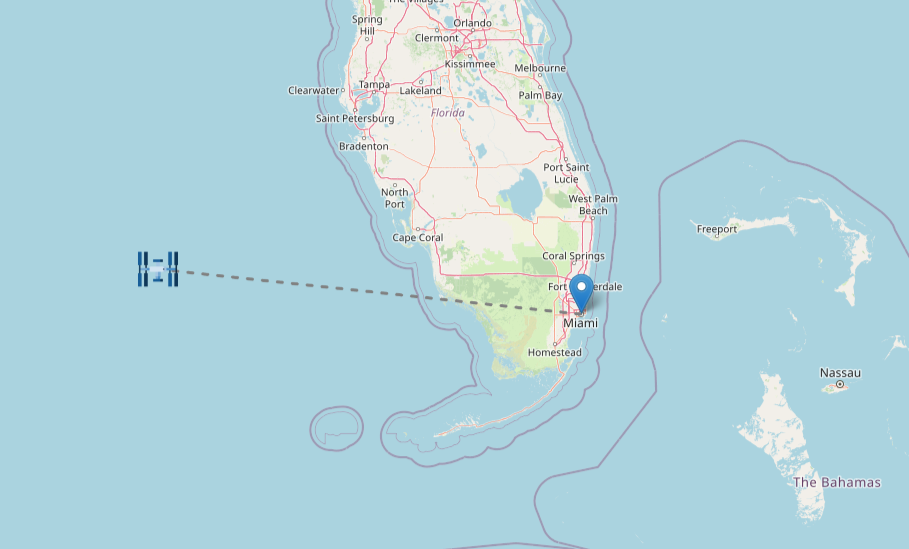 The Villages
Spring
Hill
Orlando
Clermont
Kissimmee
Melbourne
Clearwater
Tampa
Lakeland
Palm Bay
Florida
Saint Petersburg
Bradenton
Port Saint
Lucie
North
Port
West Palm
Beach
Cape Coral
Freeport
Coral Springs
Fort
erdale
Miami
Homestead
Nassau
The Bahamas